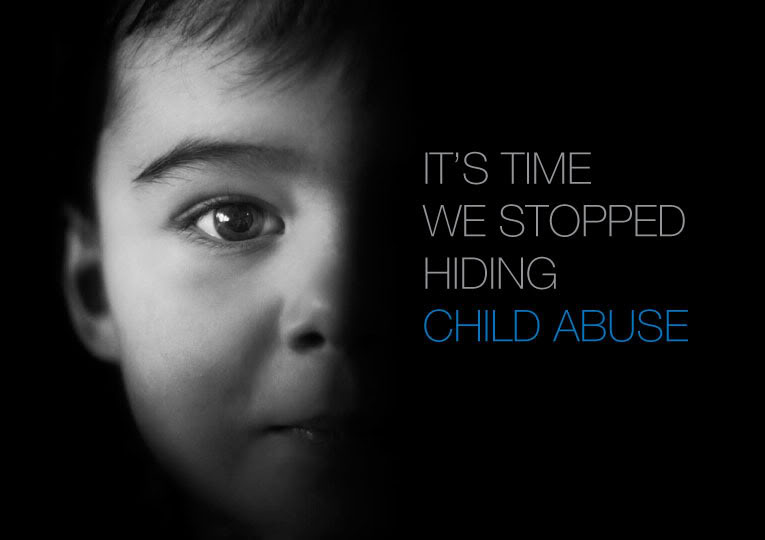 IT'S TIME
WE STOPPED
HIDING
CHILD ABUSE